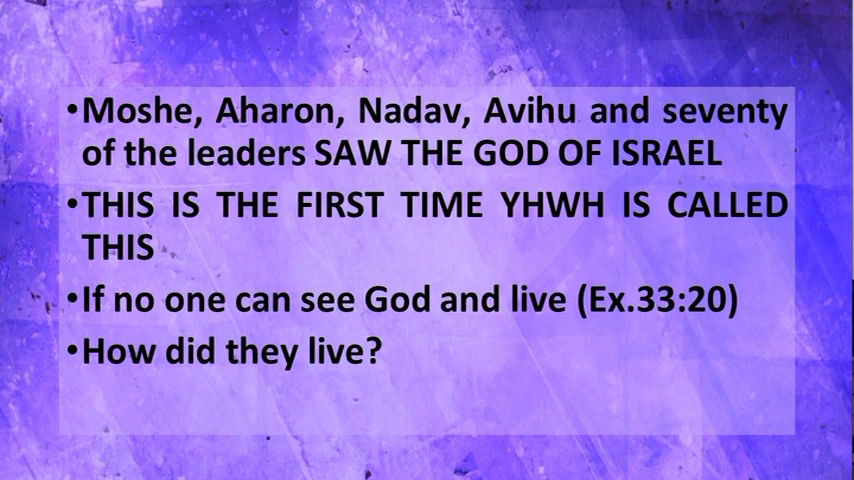 •Moshe, Aharon, Nadav, Avihu and seventy
of the leaders SAW THE GOD OF ISRAEL
•THIS IS THE FIRST TIME YHWH IS CALLED
THIS
•If no one can see God and live (Ex.33:20)
•How did they live?